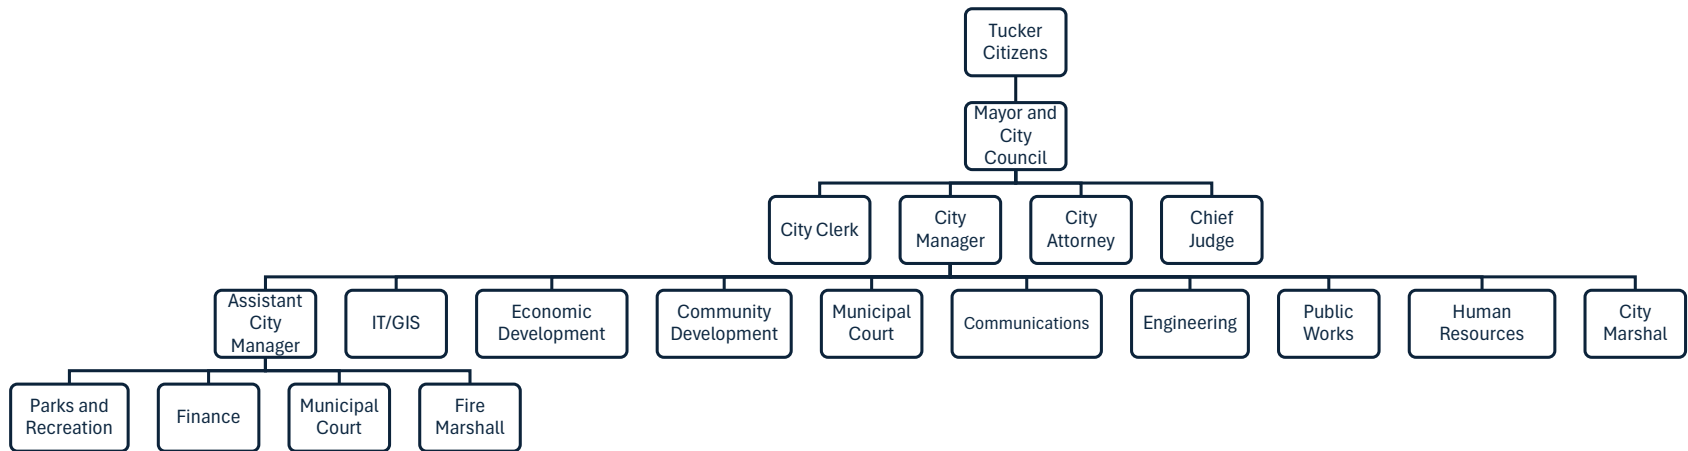 Tucker
Citizens
Mayor and
City
Council
City Clerk
City
Manager
City
Attorney
Chief
Judge
Assistant
City
Manager
IT/GIS
Economic
Development
Community
Development
Municipal
Court
Communications
Engineering
Public
Works
Human
Resources
City
Marshal
Parks and
Recreation
Finance
Municipal
Court
Fire
Marshall